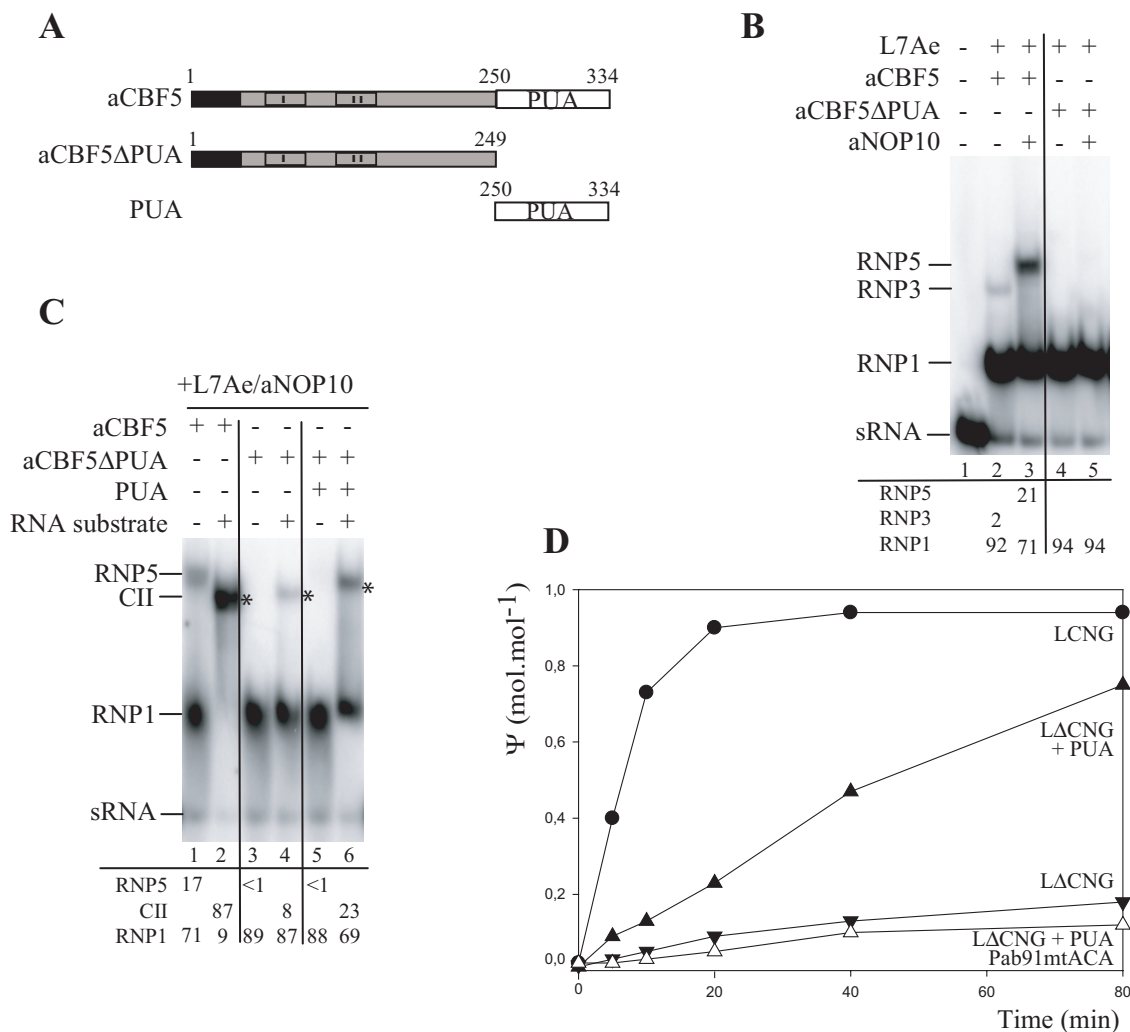 A
1 250 334
aCBF5 PUA
1 249
aCBF5ΔPUA
250 334
PUA PUA
B
L7Ae - + + + +
aCBF5 - + + - -
aCBF5ΔPUA - - - + +
aNOP10 - - + - +
RNP5
RNP3
RNP1
sRNA
1 2 3 4 5
RNP5 21
RNP3 2
RNP1 92 71 94 94
C
+L7Ae/aNOP10
aCBF5 + + - - - -
aCBF5ΔPUA - - + + + +
PUA - - - - + +
RNA substrate - + - + - +
RNP5
CII * * *
RNP1
sRNA
1 2 3 4 5 6
RNP5 17 <1 <1
CII 87 8 23
RNP1 71 9 89 87 88 69
D
Ψ (mol.mol-1)
1,0
0,8
0,6
0,4
0,2
0,0
LCNG
LΔCNG
+ PUA
LΔCNG
LΔCNG + PUA
Pab91mtACA
0 20 40 60 80
Time (min)